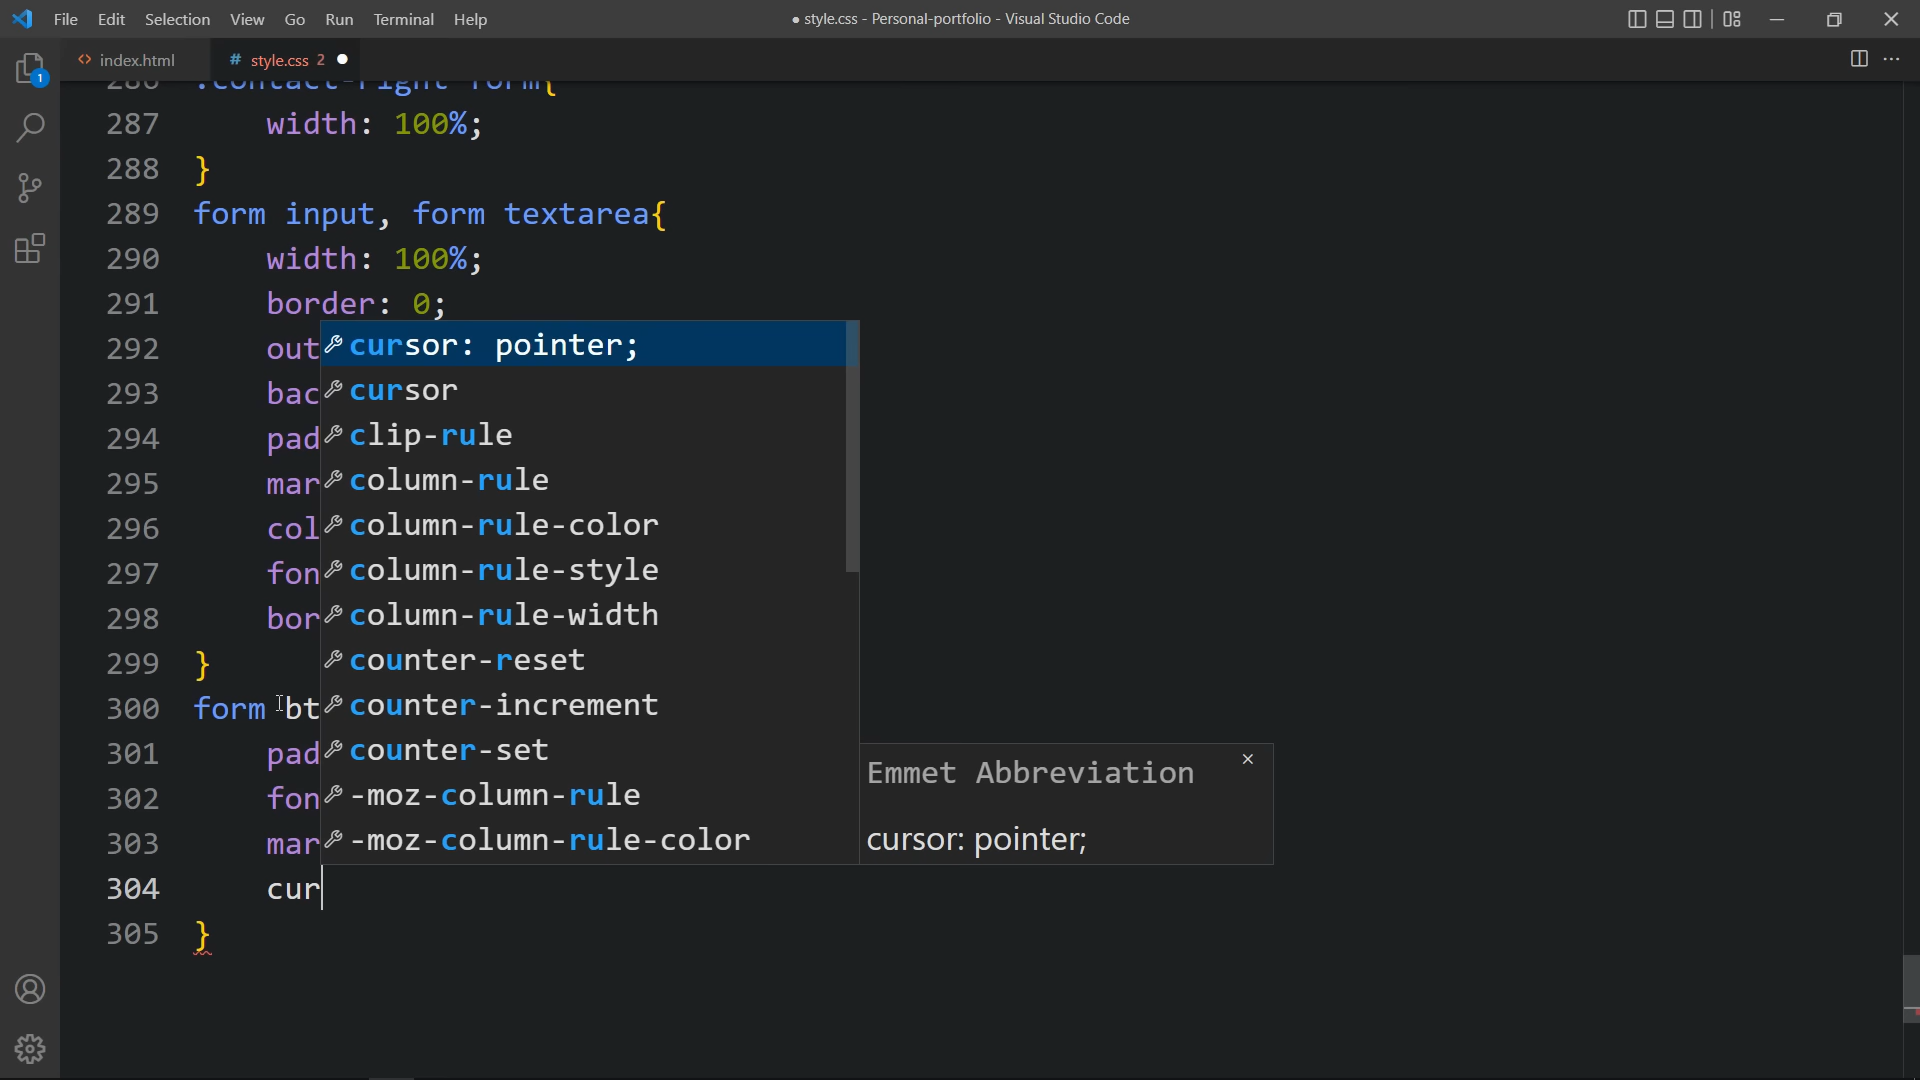 File Edit Selection View Go Run Terminal Help
● style.css - Personal-portfolio - Visual Studio Code
1
<> index.html
# style.css 2 ●
286 .contact-right form{
287 width: 100%;
288 }
289 form input, form textarea{
290 width: 100%;
291 border: 0;
292 out
293 bac
294 pad
295 mar
296 col
297 fon
298 bor
299 }
300 form bt
301 pad
302 fon
303 mar
304 cur
305 }
cursor: pointer;
cursor
clip-rule
column-rule
column-rule-color
column-rule-style
column-rule-width
counter-reset
counter-increment
counter-set
-moz-column-rule
-moz-column-rule-color
Emmet Abbreviation
cursor: pointer;